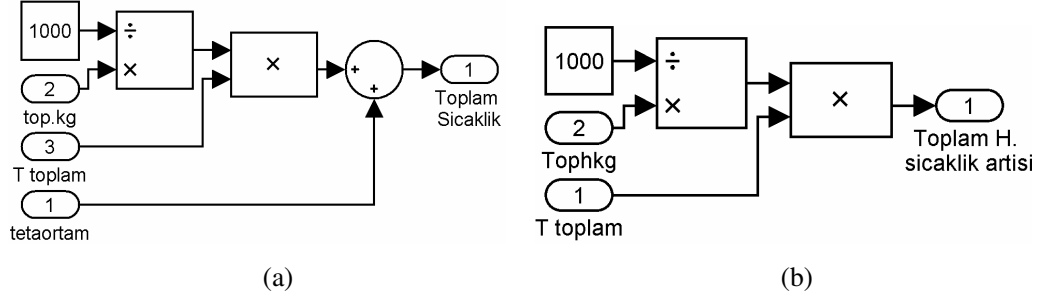 1000
÷
×
2
top.kg
×
3
T toplam
1
tetaortam
+
+
1
Toplam
Sicaklik
(a)
1000
÷
×
2
Tophkg
×
1
T toplam
1
Toplam H.
sicaklik artisi
(b)